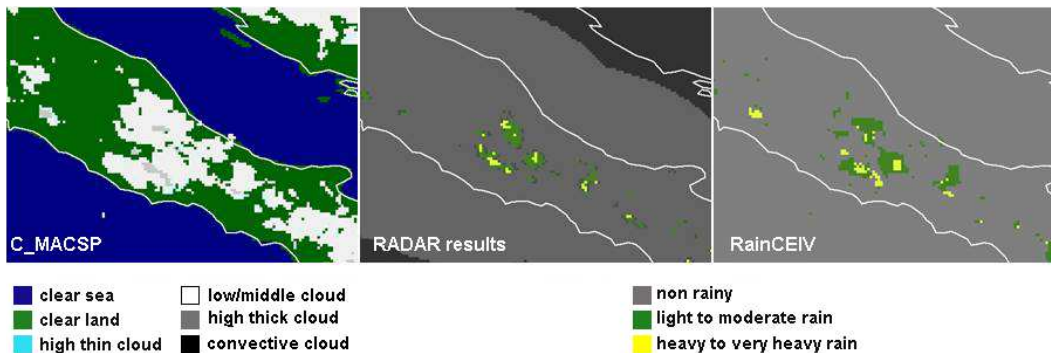 C_MACSP
RADAR results
RainCEIV
clear sea
low/middle cloud
non rainy
clear land
high thick cloud
light to moderate rain
high thin cloud
convective cloud
heavy to very heavy rain